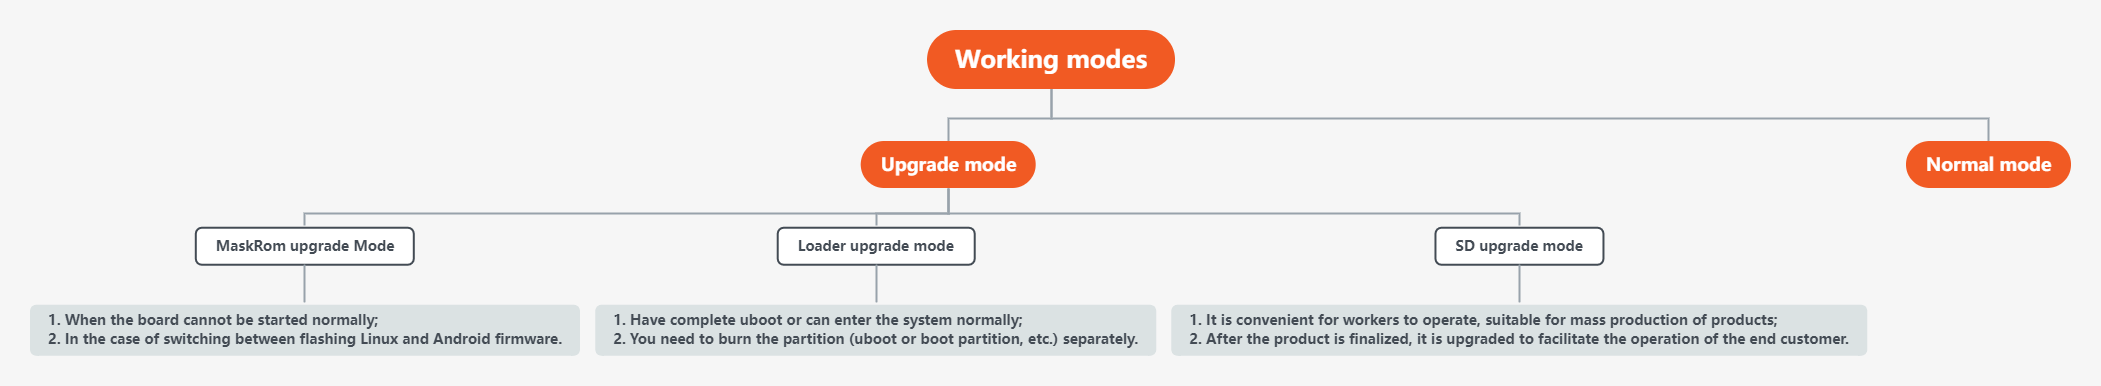 Working modes
Upgrade mode
Normal mode
MaskRom upgrade Mode
Loader upgrade mode
SD upgrade mode
1. When the board cannot be started normally;
2. In the case of switching between flashing Linux and Android firmware.
1. Have complete uboot or can enter the system normally;
2. You need to burn the partition (uboot or boot partition, etc.) separately.
1. It is convenient for workers to operate, suitable for mass production of products;
2. After the product is finalized, it is upgraded to facilitate the operation of the end customer.